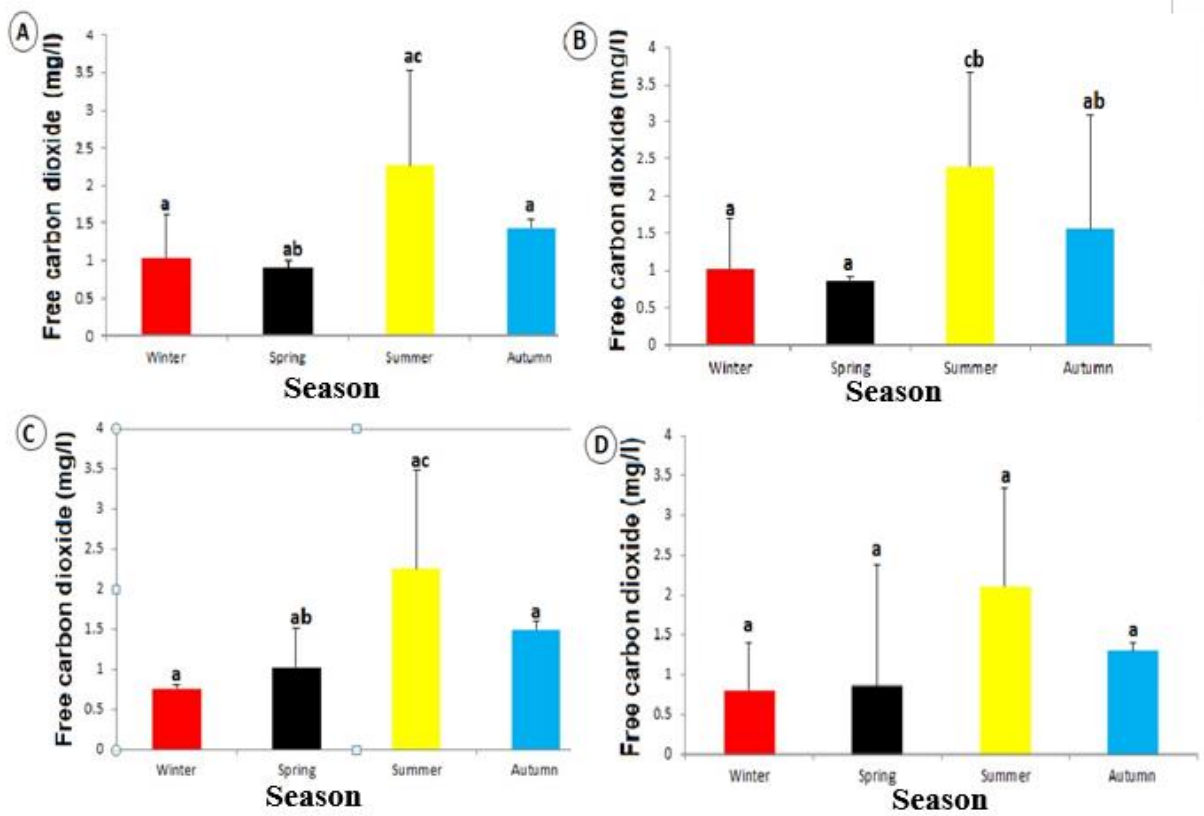 A
Free carbon dioxide (mg/l)
4
3.5
3
2.5
2
1.5
1
0.5
0
a
ab
ac
a
Winter Spring Summer Autumn
Season
B
Free carbon dioxide (mg/l)
4
3.5
3
2.5
2
1.5
1
0.5
0
a
a
cb
ab
Winter Spring Summer Autumn
Season
C
Free carbon dioxide (mg/l)
4
3.5
3
2.5
2
1.5
1
0.5
0
a
ab
ac
a
Winter Spring Summer Autumn
Season
D
Free carbon dioxide (mg/l)
4
3.5
3
2.5
2
1.5
1
0.5
0
a
a
a
a
Winter Spring Summer Autumn
Season